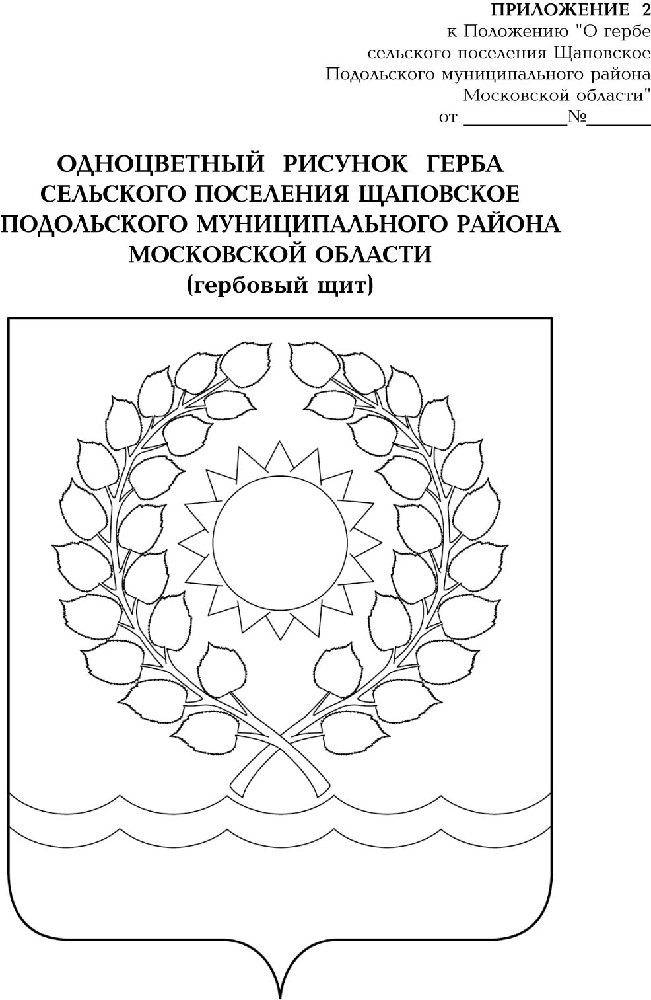 ПРИЛОЖЕНИЕ 2
к Положению "О гербе
сельского поселения Щаповское
Подольского муниципального района
Московской области"
от ___________№_______
ОДНОЦВЕТНЫЙ РИСУНОК ГЕРБА
СЕЛЬСКОГО ПОСЕЛЕНИЯ ЩАПОВСКОЕ
ПОДОЛЬСКОГО МУНИЦИПАЛЬНОГО РАЙОНА
МОСКОВСКОЙ ОБЛАСТИ
(гербовый щит)